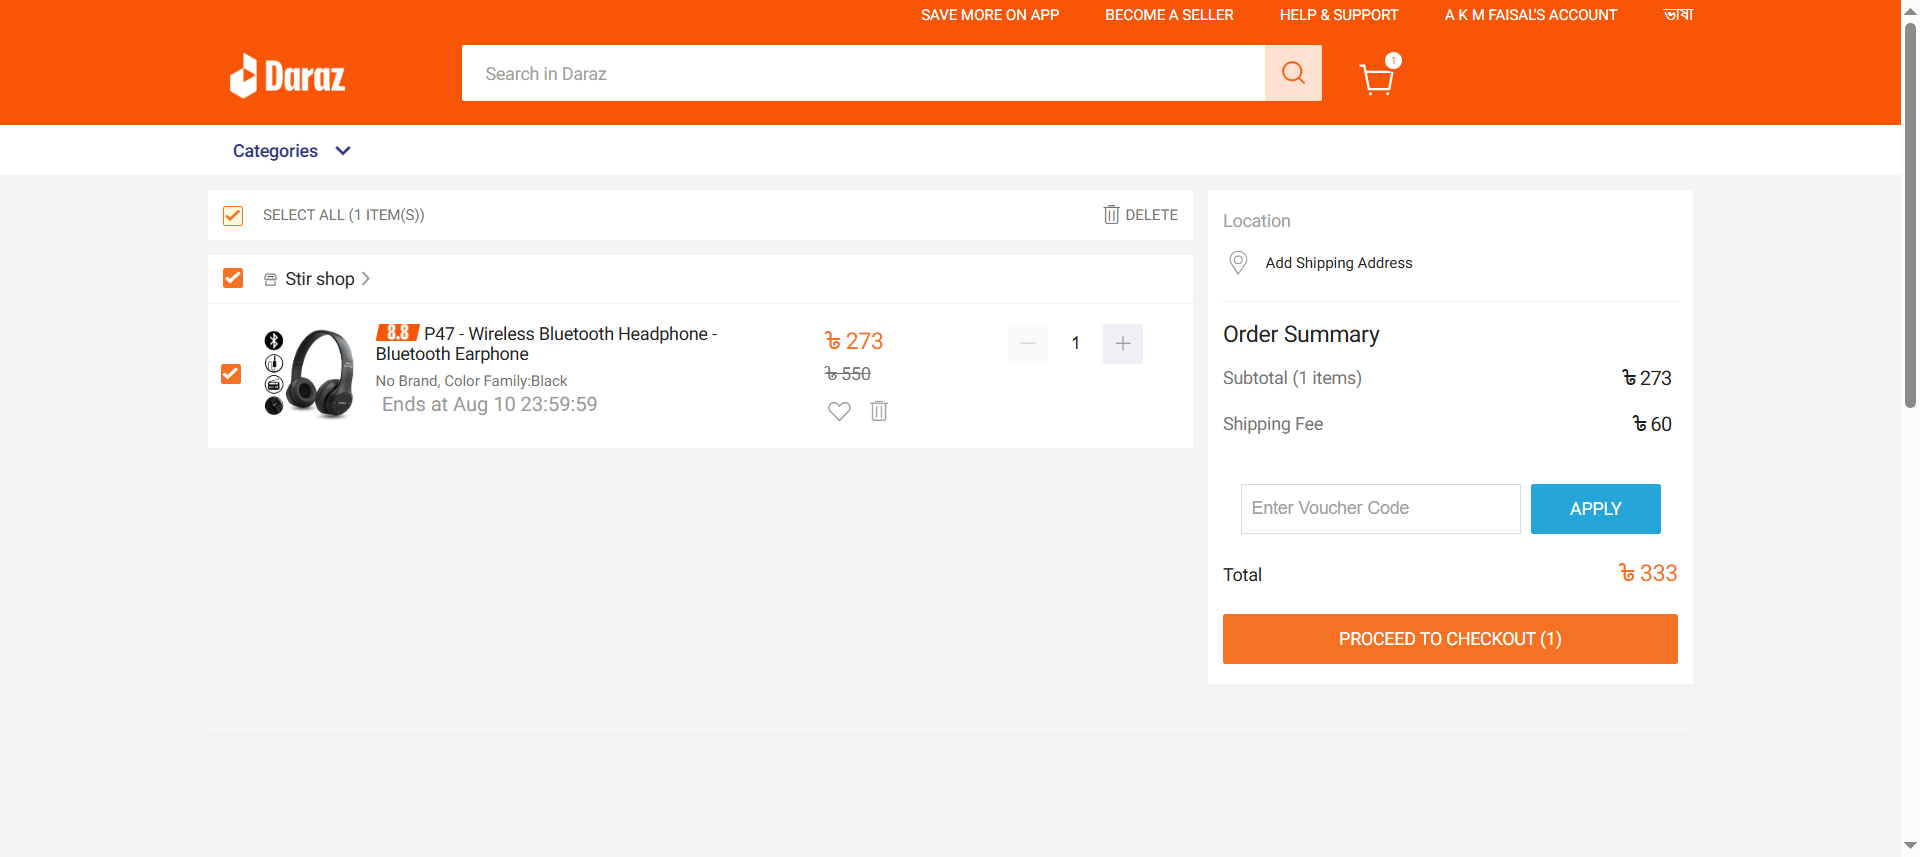 SAVE MORE ON APP BECOME A SELLER HELP & SUPPORT A K M FAISAL'S ACCOUNT ভাষা
Daraz
Search in Daraz
1
Categories
SELECT ALL (1 ITEM(S))
DELETE
Stir shop
8.8 P47 - Wireless Bluetooth Headphone -
Bluetooth Earphone
No Brand, Color Family:Black
Ends at Aug 10 23:59:59
৳ 273
৳ 550
1
Location
Add Shipping Address
Order Summary
Subtotal (1 items) ৳ 273
Shipping Fee ৳ 60
Enter Voucher Code APPLY
Total ৳ 333
PROCEED TO CHECKOUT (1)